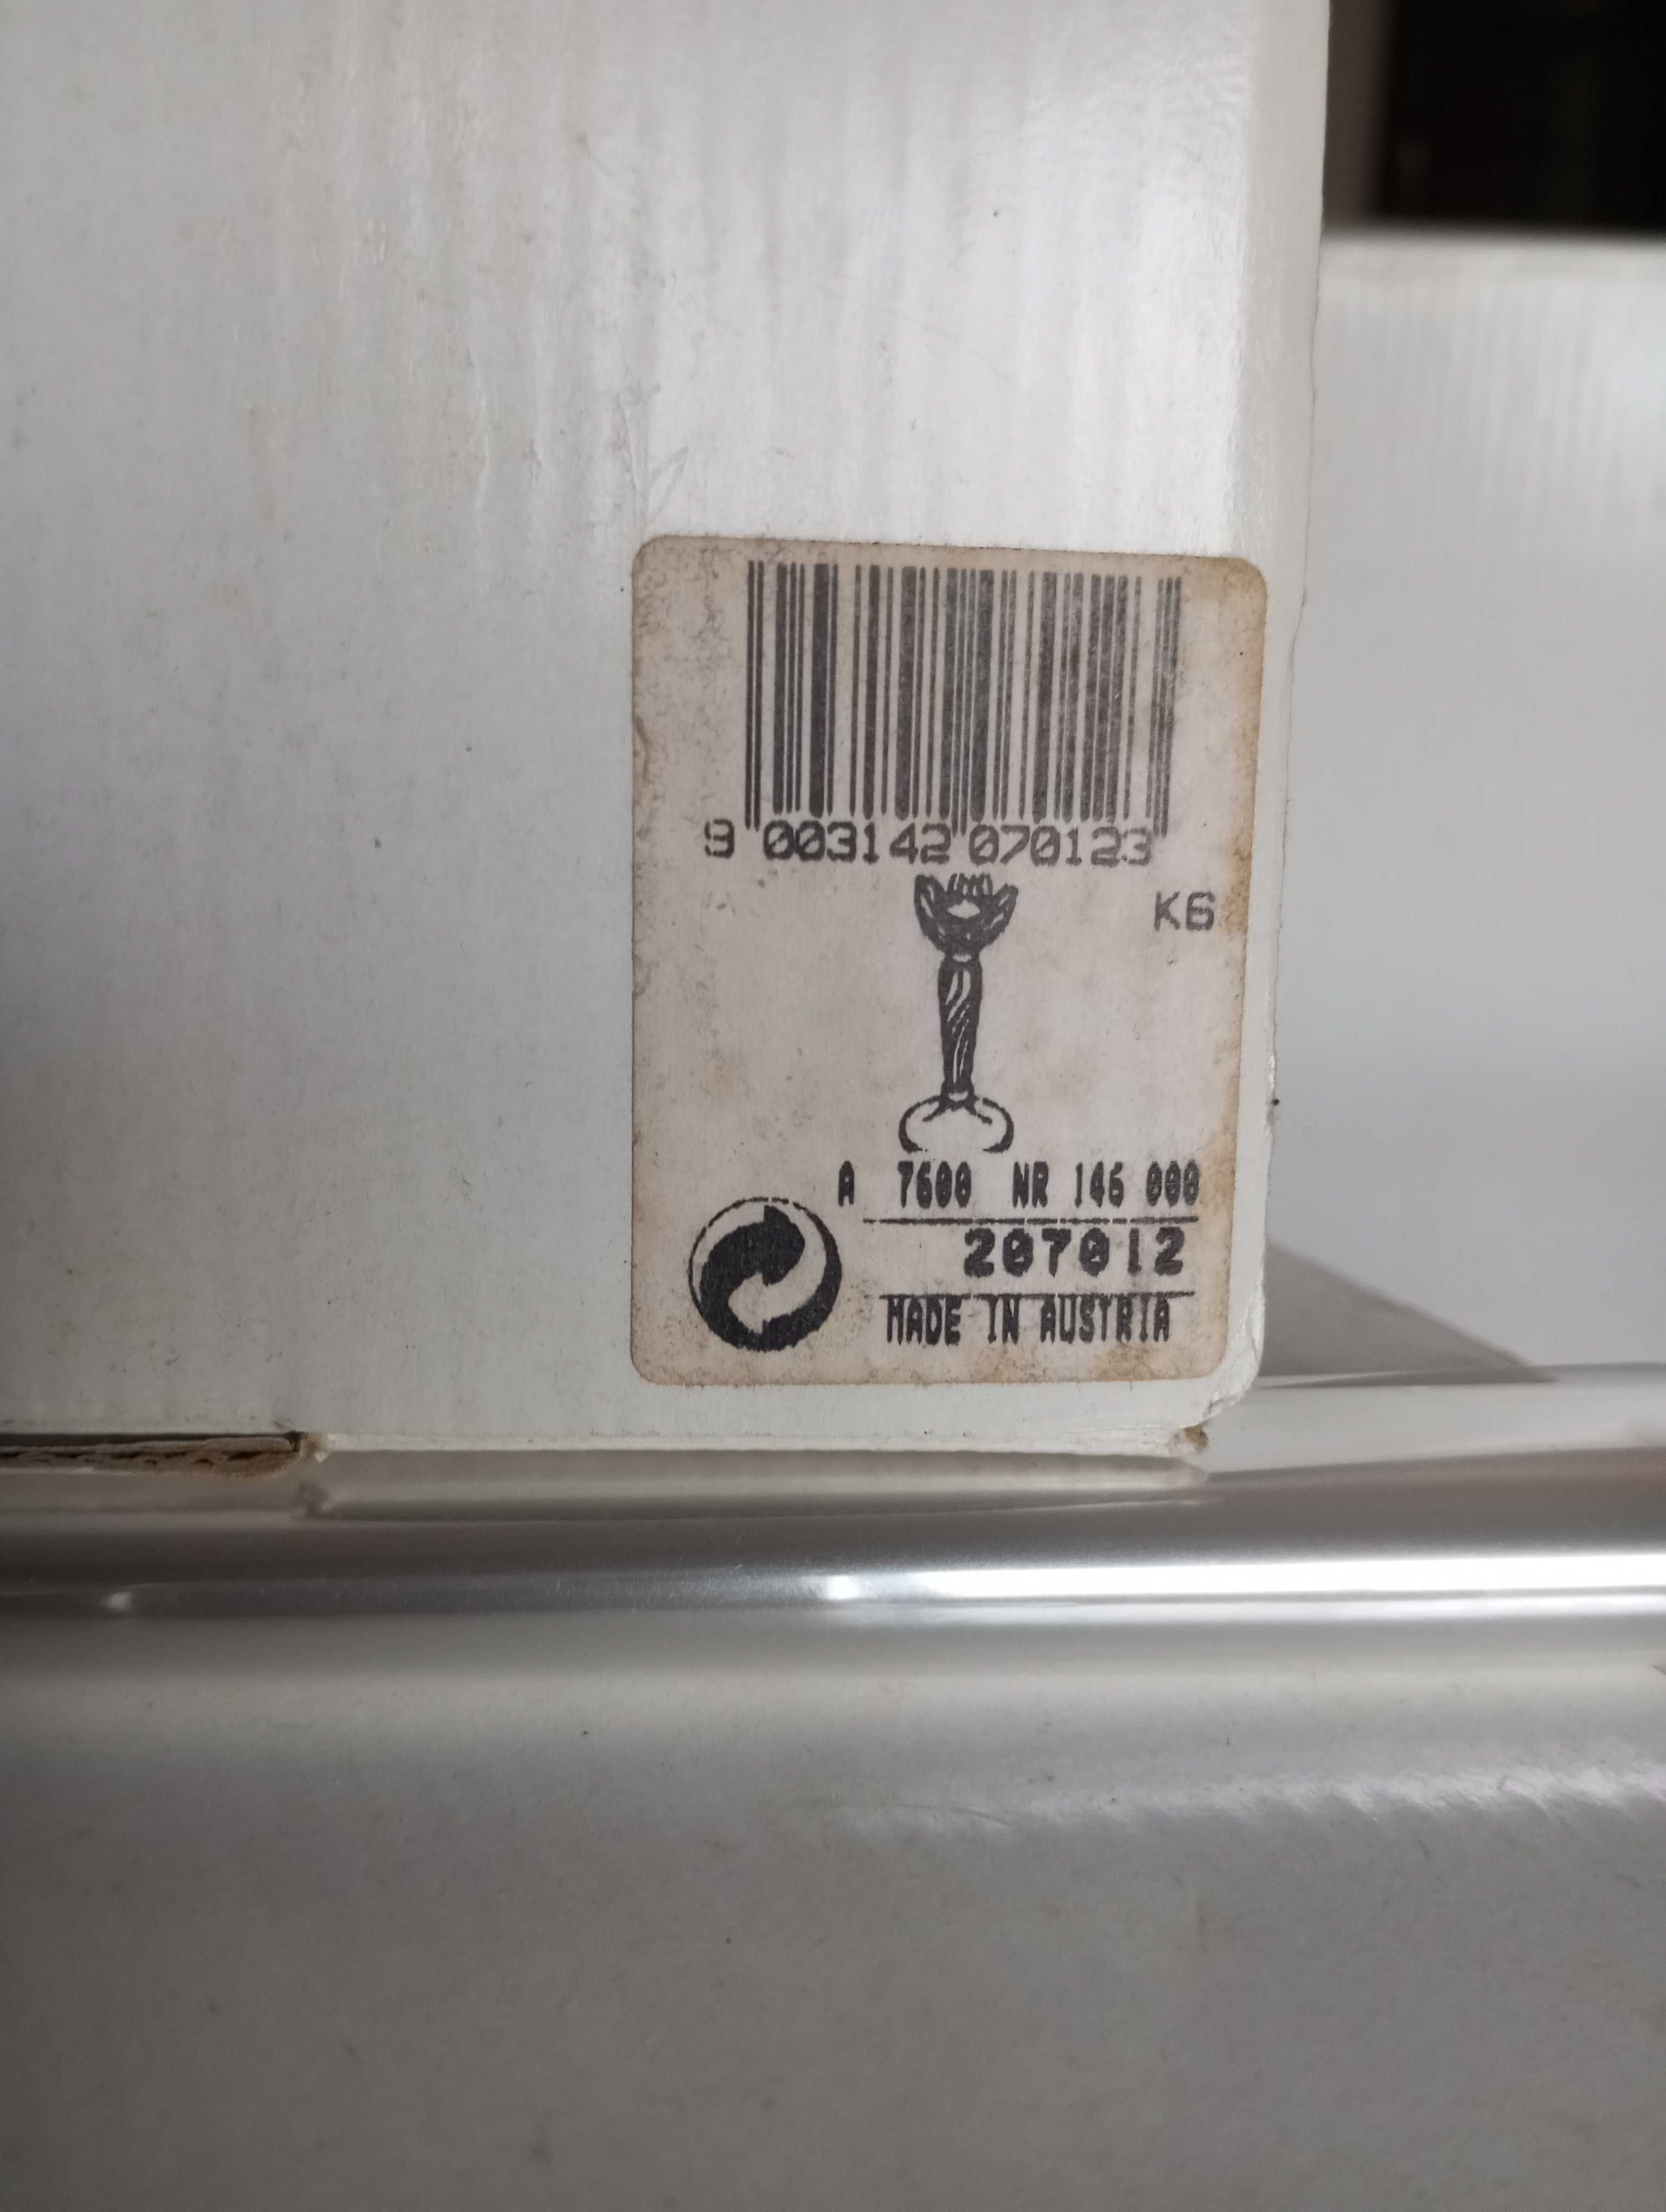 9 003142 070123
K6
A 7600 NR 146 000
207012
MADE IN AUSTRIA